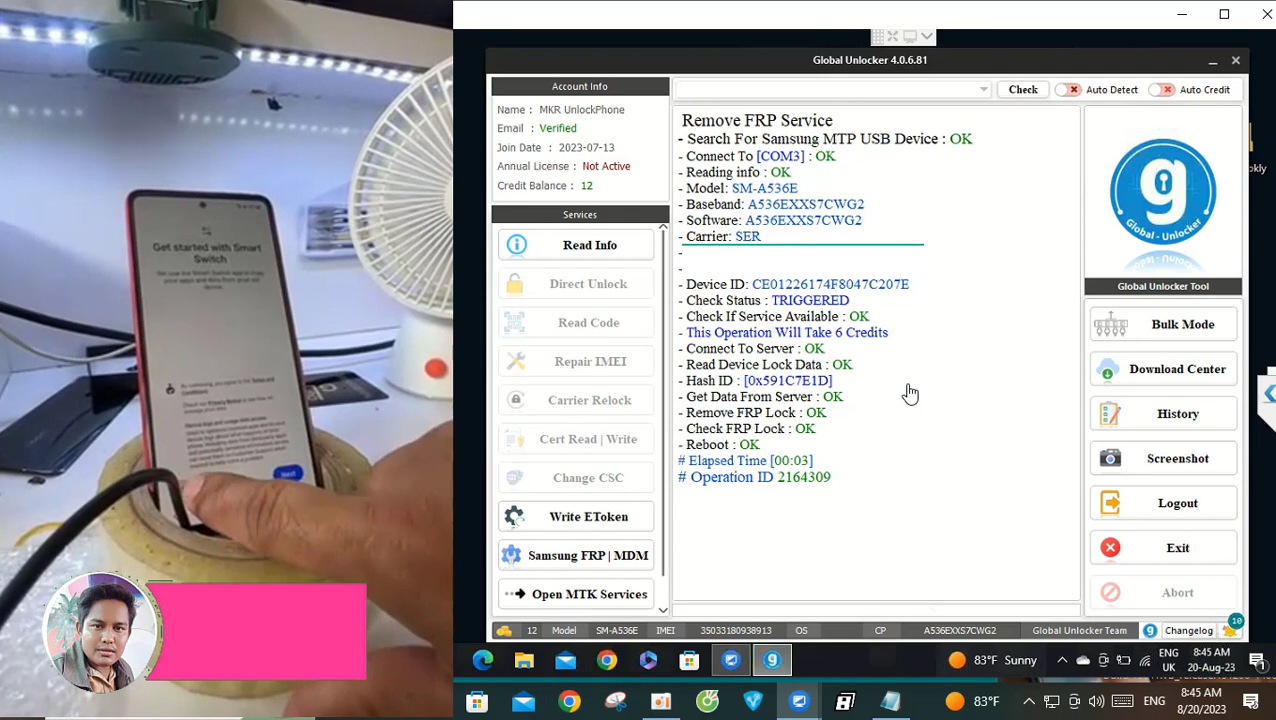 Get started with Smart
Switch
Next
Global Unlocker 4.0.6.81
Account Info
Name : MKR UnlockPhone
Email : Verified
Join Date : 2023-07-13
Annual License : Not Active
Credit Balance : 12
Services
Read Info
Direct Unlock
Read Code
Repair IMEI
Carrier Relock
Cert Read | Write
Change CSC
Write EToken
Samsung FRP | MDM
Open MTK Services
Check
Auto Detect
Auto Credit
Remove FRP Service
- Search For Samsung MTP USB Device : OK
- Connect To [COM3] : OK
- Reading info : OK
- Model: SM-A536E
- Baseband: A536EXXS7CWG2
- Software: A536EXXS7CWG2
- Carrier: SER
-
-
- Device ID: CE01226174F8047C207E
- Check Status : TRIGGERED
- Check If Service Available : OK
- This Operation Will Take 6 Credits
- Connect To Server : OK
- Read Device Lock Data : OK
- Hash ID : [0x591C7E1D]
- Get Data From Server : OK
- Remove FRP Lock : OK
- Check FRP Lock : OK
- Reboot : OK
# Elapsed Time [00:03]
# Operation ID 2164309
g
Global - Unlocker
Global Unlocker Tool
Bulk Mode
Download Center
History
Screenshot
Logout
Exit
Abort
okly
12 Model SM-A536E IMEI 35033180938913 OS CP A536EXXS7CWG2 Global Unlocker Team Changelog 10
83°F Sunny
ENG
UK
8:45 AM
20-Aug-23
1
83°F
ENG
8:45 AM
8/20/2023